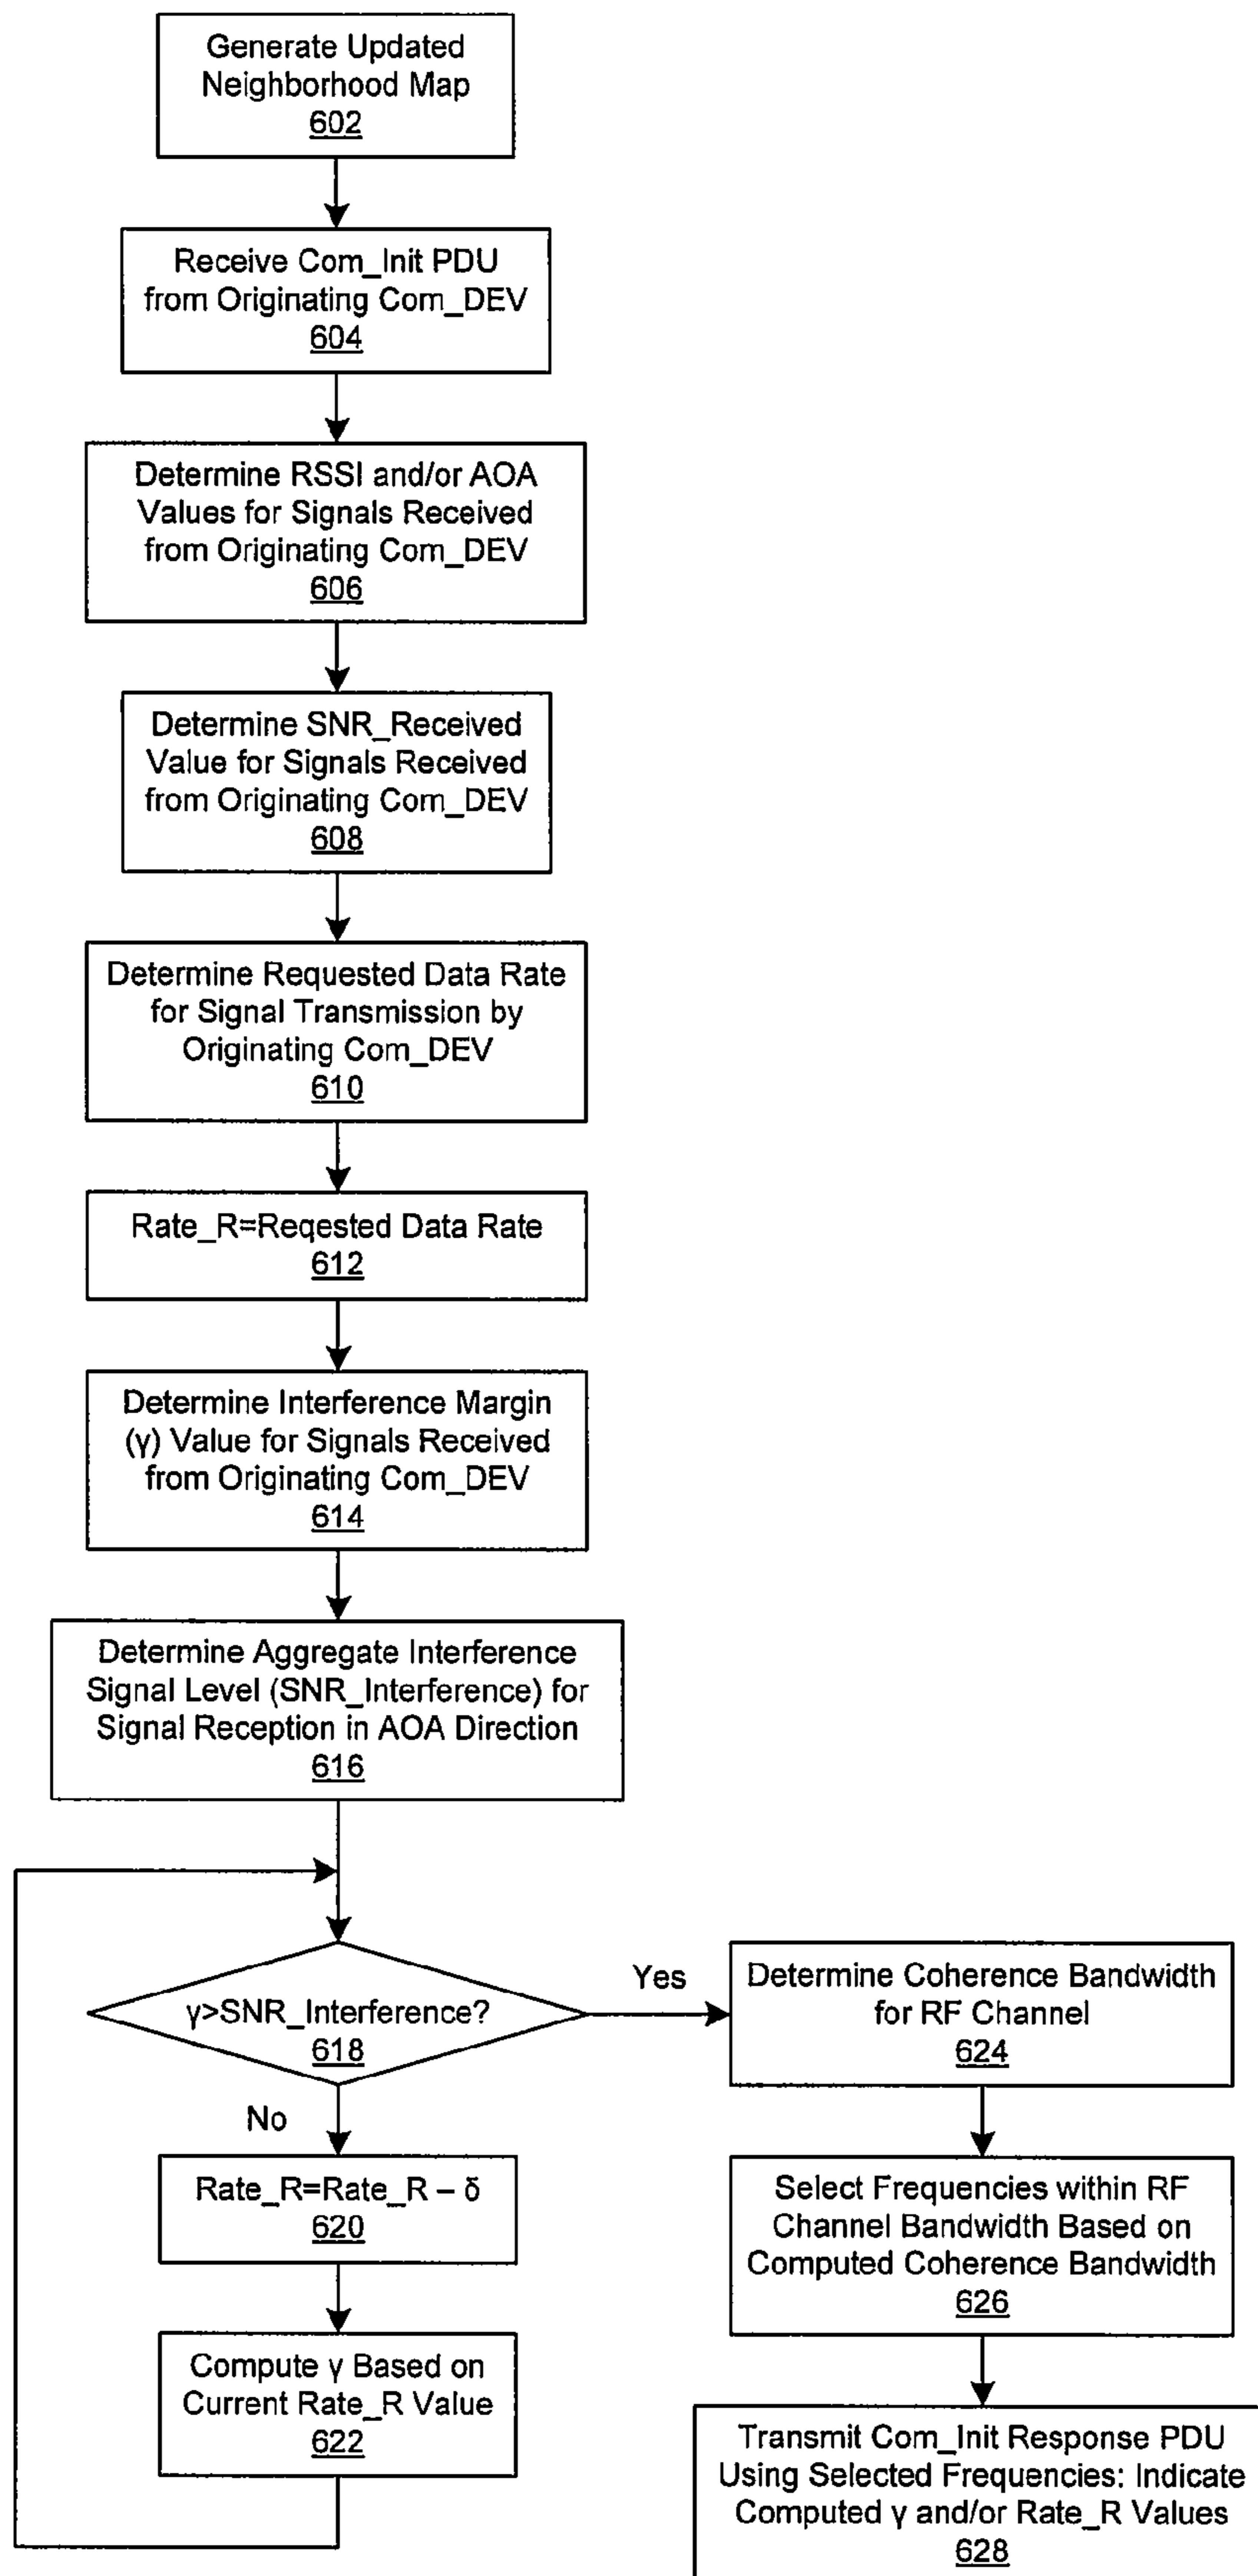 Generate Updated
Neighborhood Map
602
Receive Com_Init PDU
from Originating Com_DEV
604
Determine RSSI and/or AOA
Values for Signals Received
from Originating Com_DEV
606
Determine SNR_Received
Value for Signals Received
from Originating Com_DEV
608
Determine Requested Data Rate
for Signal Transmission by
Originating Com_DEV
610
Rate_R=Reqested Data Rate
612
Determine Interference Margin
(γ) Value for Signals Received
from Originating Com_DEV
614
Determine Aggregate Interference
Signal Level (SNR_Interference) for
Signal Reception in AOA Direction
616
γ>SNR_Interference?
618
Yes
No
Rate_R=Rate_R – δ
620
Compute γ Based on
Current Rate_R Value
622
Determine Coherence Bandwidth
for RF Channel
624
Select Frequencies within RF
Channel Bandwidth Based on
Computed Coherence Bandwidth
626
Transmit Com_Init Response PDU
Using Selected Frequencies: Indicate
Computed γ and/or Rate_R Values
628